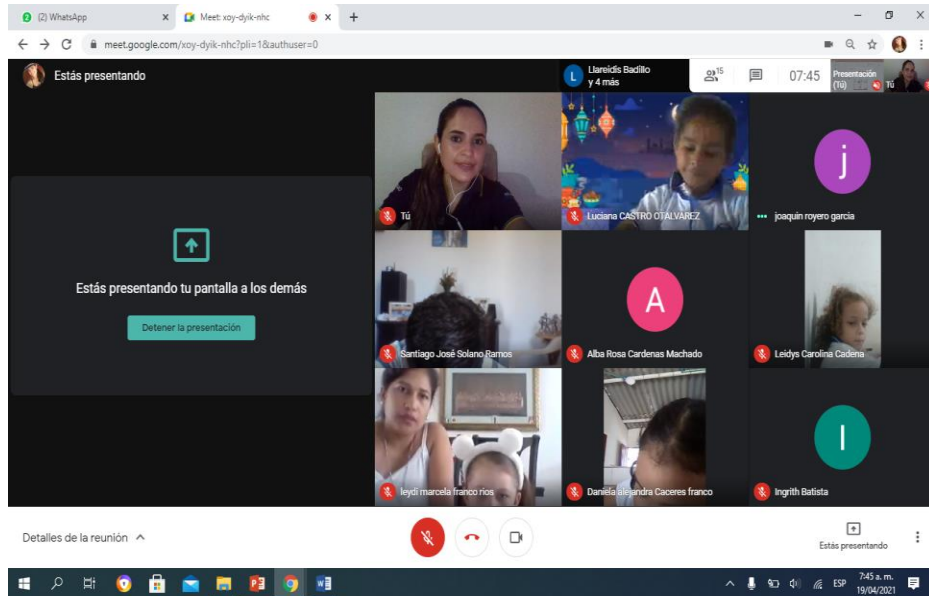 (2) WhatsApp
Meet: xoy-dyik-nhc
meet.google.com/xoy-dyik-nhc?pli=1&authuser=0
Estás presentando
L
Llareidis Badillo
y 4 más
15
07:45
Presentación
(Tú)
Tú
Tú
Luciana CASTRO OTALVAREZ
j
joaquin royero garcia
Estás presentando tu pantalla a los demás
Detener la presentación
Santiago José Solano Ramos
A
Alba Rosa Cardenas Machado
Leidys Carolina Cadena
leydi marcela franco rios
Daniela alejandra Caceres franco
I
Ingrith Batista
Detalles de la reunión
Estás presentando
ESP
7:45 a. m.
19/04/2021